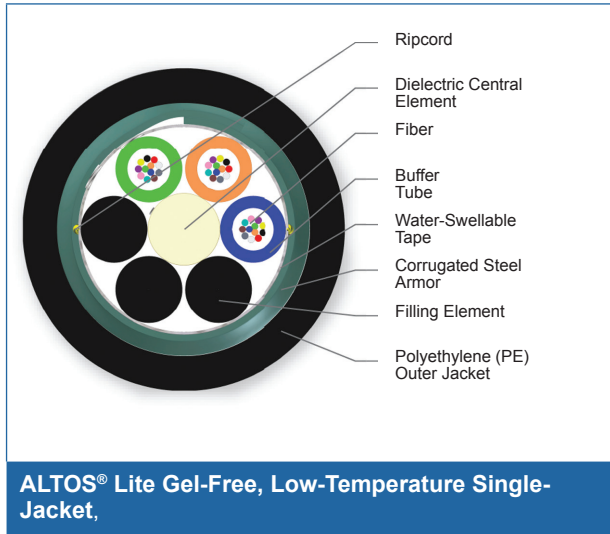 Ripcord
Dielectric Central
Element
Fiber
Buffer
Tube
Water-Swellable
Tape
Corrugated Steel
Armor
Filling Element
Polyethylene (PE)
Outer Jacket
ALTOS® Lite Gel-Free, Low-Temperature Single-
Jacket,